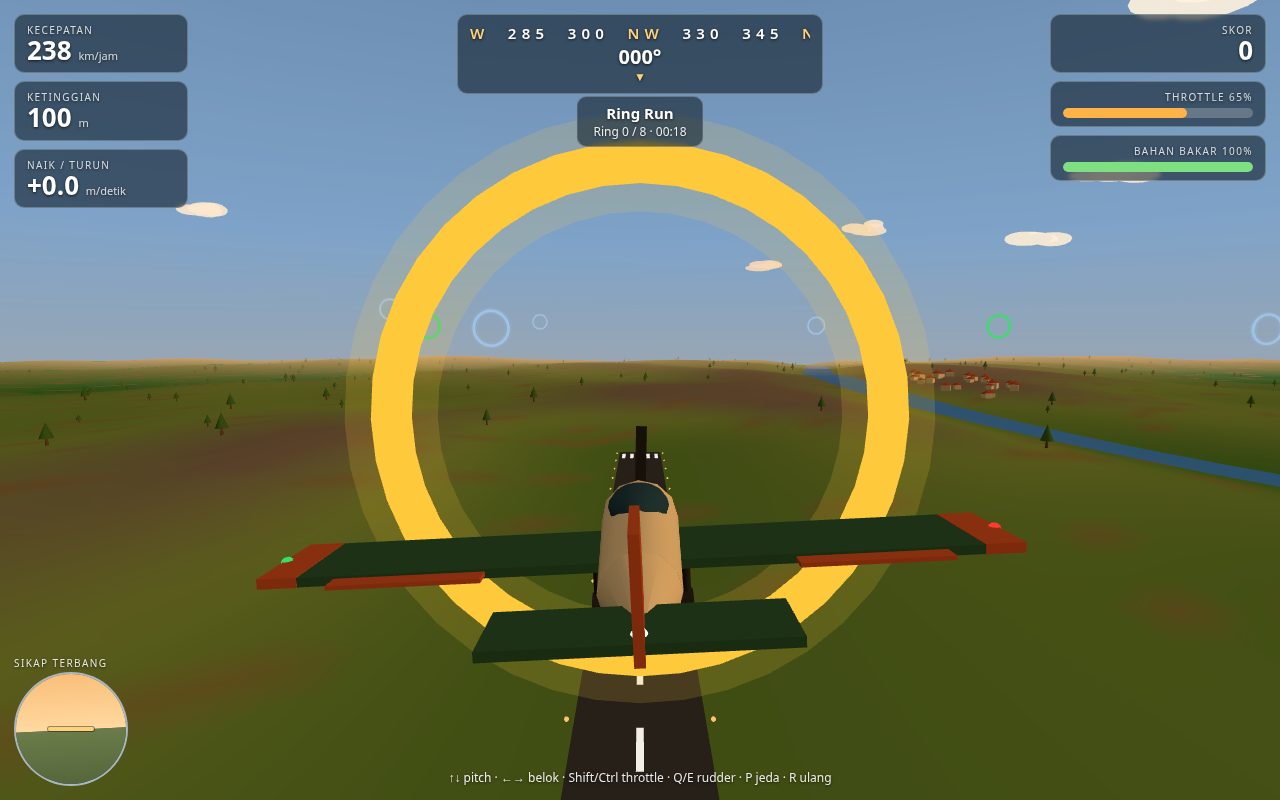 KECEPATAN
238 km/jam
KETINGGIAN
100 m
NAIK / TURUN
+0.0 m/detik
W 285 300 NW 330 345 N
000°
Ring Run
Ring 0 / 8 · 00:18
SKOR
0
THROTTLE 65%
BAHAN BAKAR 100%
SIKAP TERBANG
↑↓ pitch · ←→ belok · Shift/Ctrl throttle · Q/E rudder · P jeda · R ulang